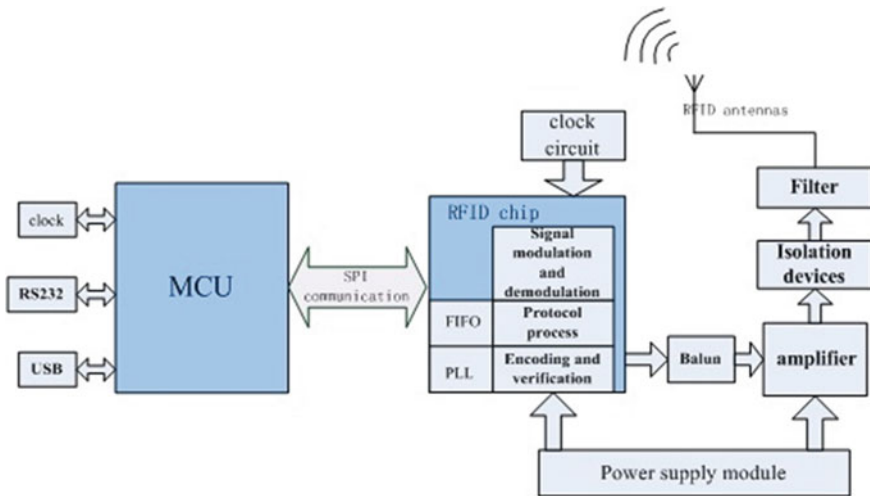 RFID antennas
clock
circuit
Filter
RFID chip
clock
Signal
modulation
and
demodulation
Isolation
devices
MCU
SPI
communication
RS232
FIFO
Protocol
process
USB
PLL
Encoding and
verification
Balun
amplifier
Power supply module